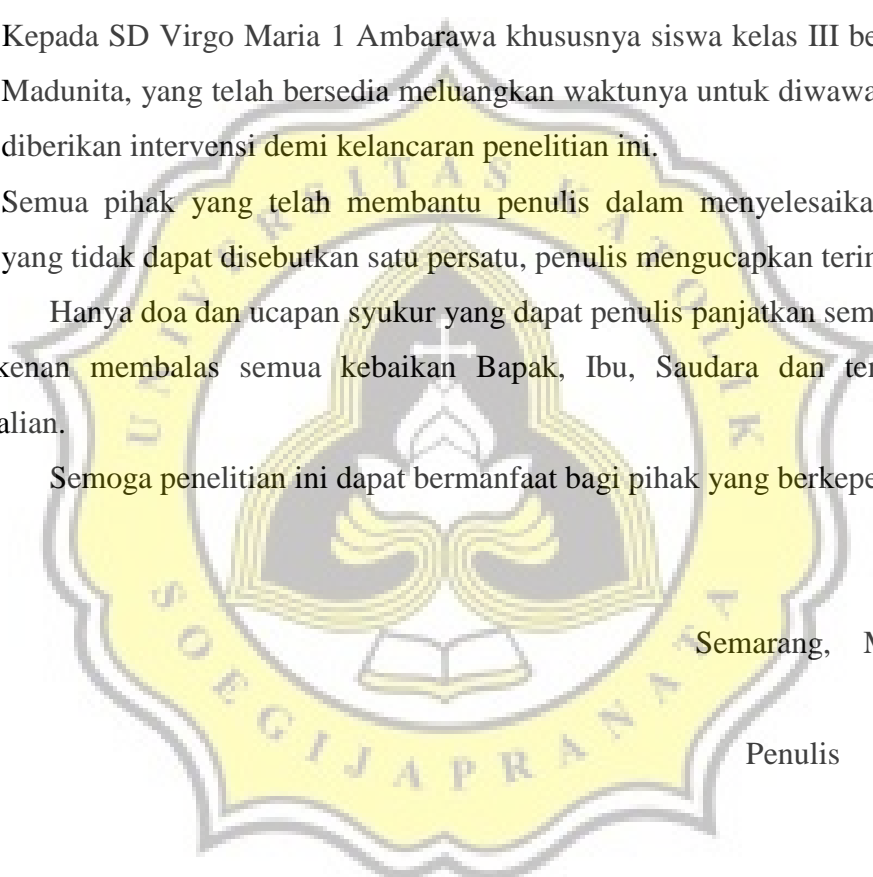 Kepada SD Virgo Maria 1 Ambarawa khususnya siswa kelas III be
Madunita, yang telah bersedia meluangkan waktunya untuk diwawa
diberikan intervensi demi kelancaran penelitian ini.
Semua pihak yang telah membantu penulis dalam menyelesaika
yang tidak dapat disebutkan satu persatu, penulis mengucapkan terin
Hanya doa dan ucapan syukur yang dapat penulis panjatkan sem
kenan membalas semua kebaikan Bapak, Ibu, Saudara dan ter
alian.
Semoga penelitian ini dapat bermanfaat bagi pihak yang berkepe
Semarang, M
Penulis
UNIVERSITAS KATOLIK
SOEGIJAPRANATA